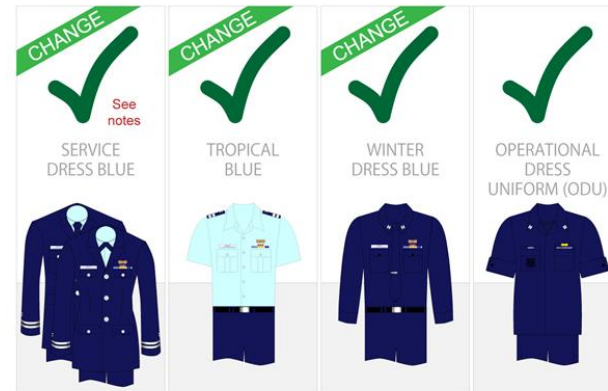 CHANGE
See
notes
SERVICE
DRESS BLUE
CHANGE
TROPICAL
BLUE
CHANGE
WINTER
DRESS BLUE
OPERATIONAL
DRESS
UNIFORM (ODU)